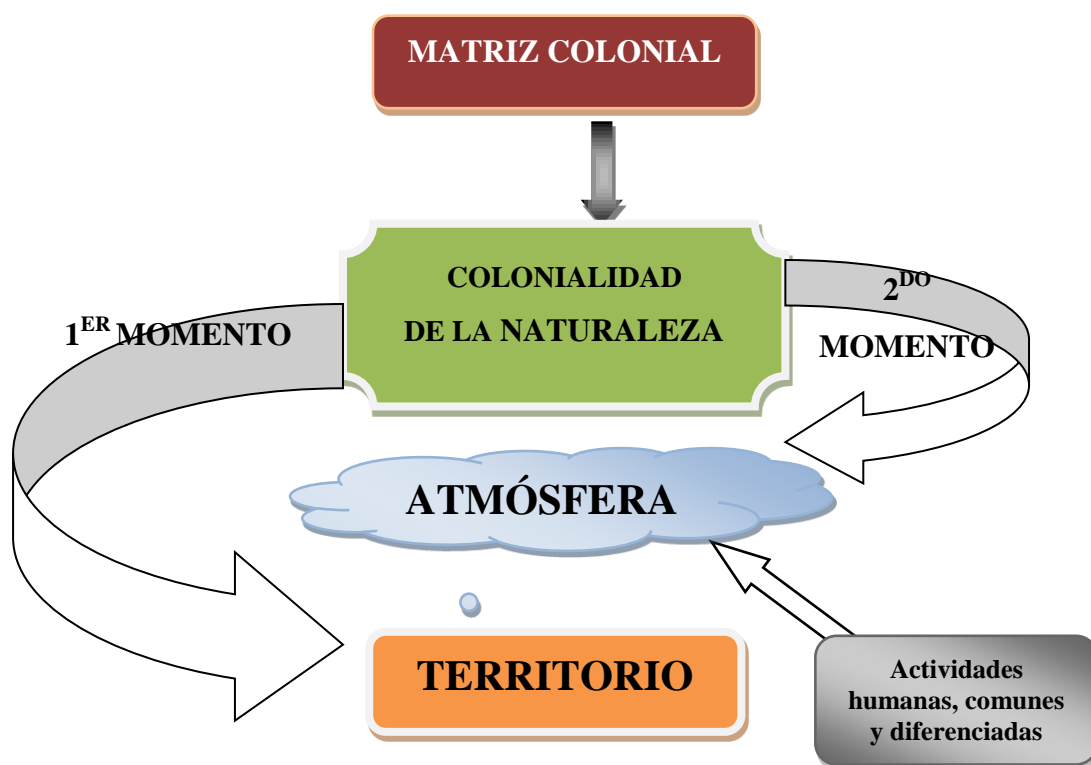 MATRIZ COLONIAL
COLONIALIDAD
DE LA NATURALEZA
1ER MOMENTO
2DO
MOMENTO
ATMÓSFERA
TERRITORIO
Actividades
humanas, comunes
y diferenciadas